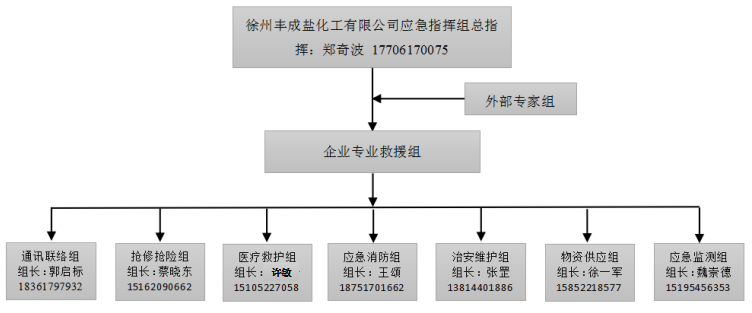 徐州丰成盐化工有限公司应急指挥组总指
挥：郑奇波 17706170075
外部专家组
企业专业救援组
通讯联络组
组长:郭启标
18361797932
抢修抢险组
组长:蔡晓东
15162090662
医疗救护组
组长: 许敏
15105227058
应急消防组
组长: 王颂
18751701662
治安维护组
组长:张罡
13814401886
物资供应组
组长:徐一军
15852218577
应急监测组
组长:魏崇德
15195456353